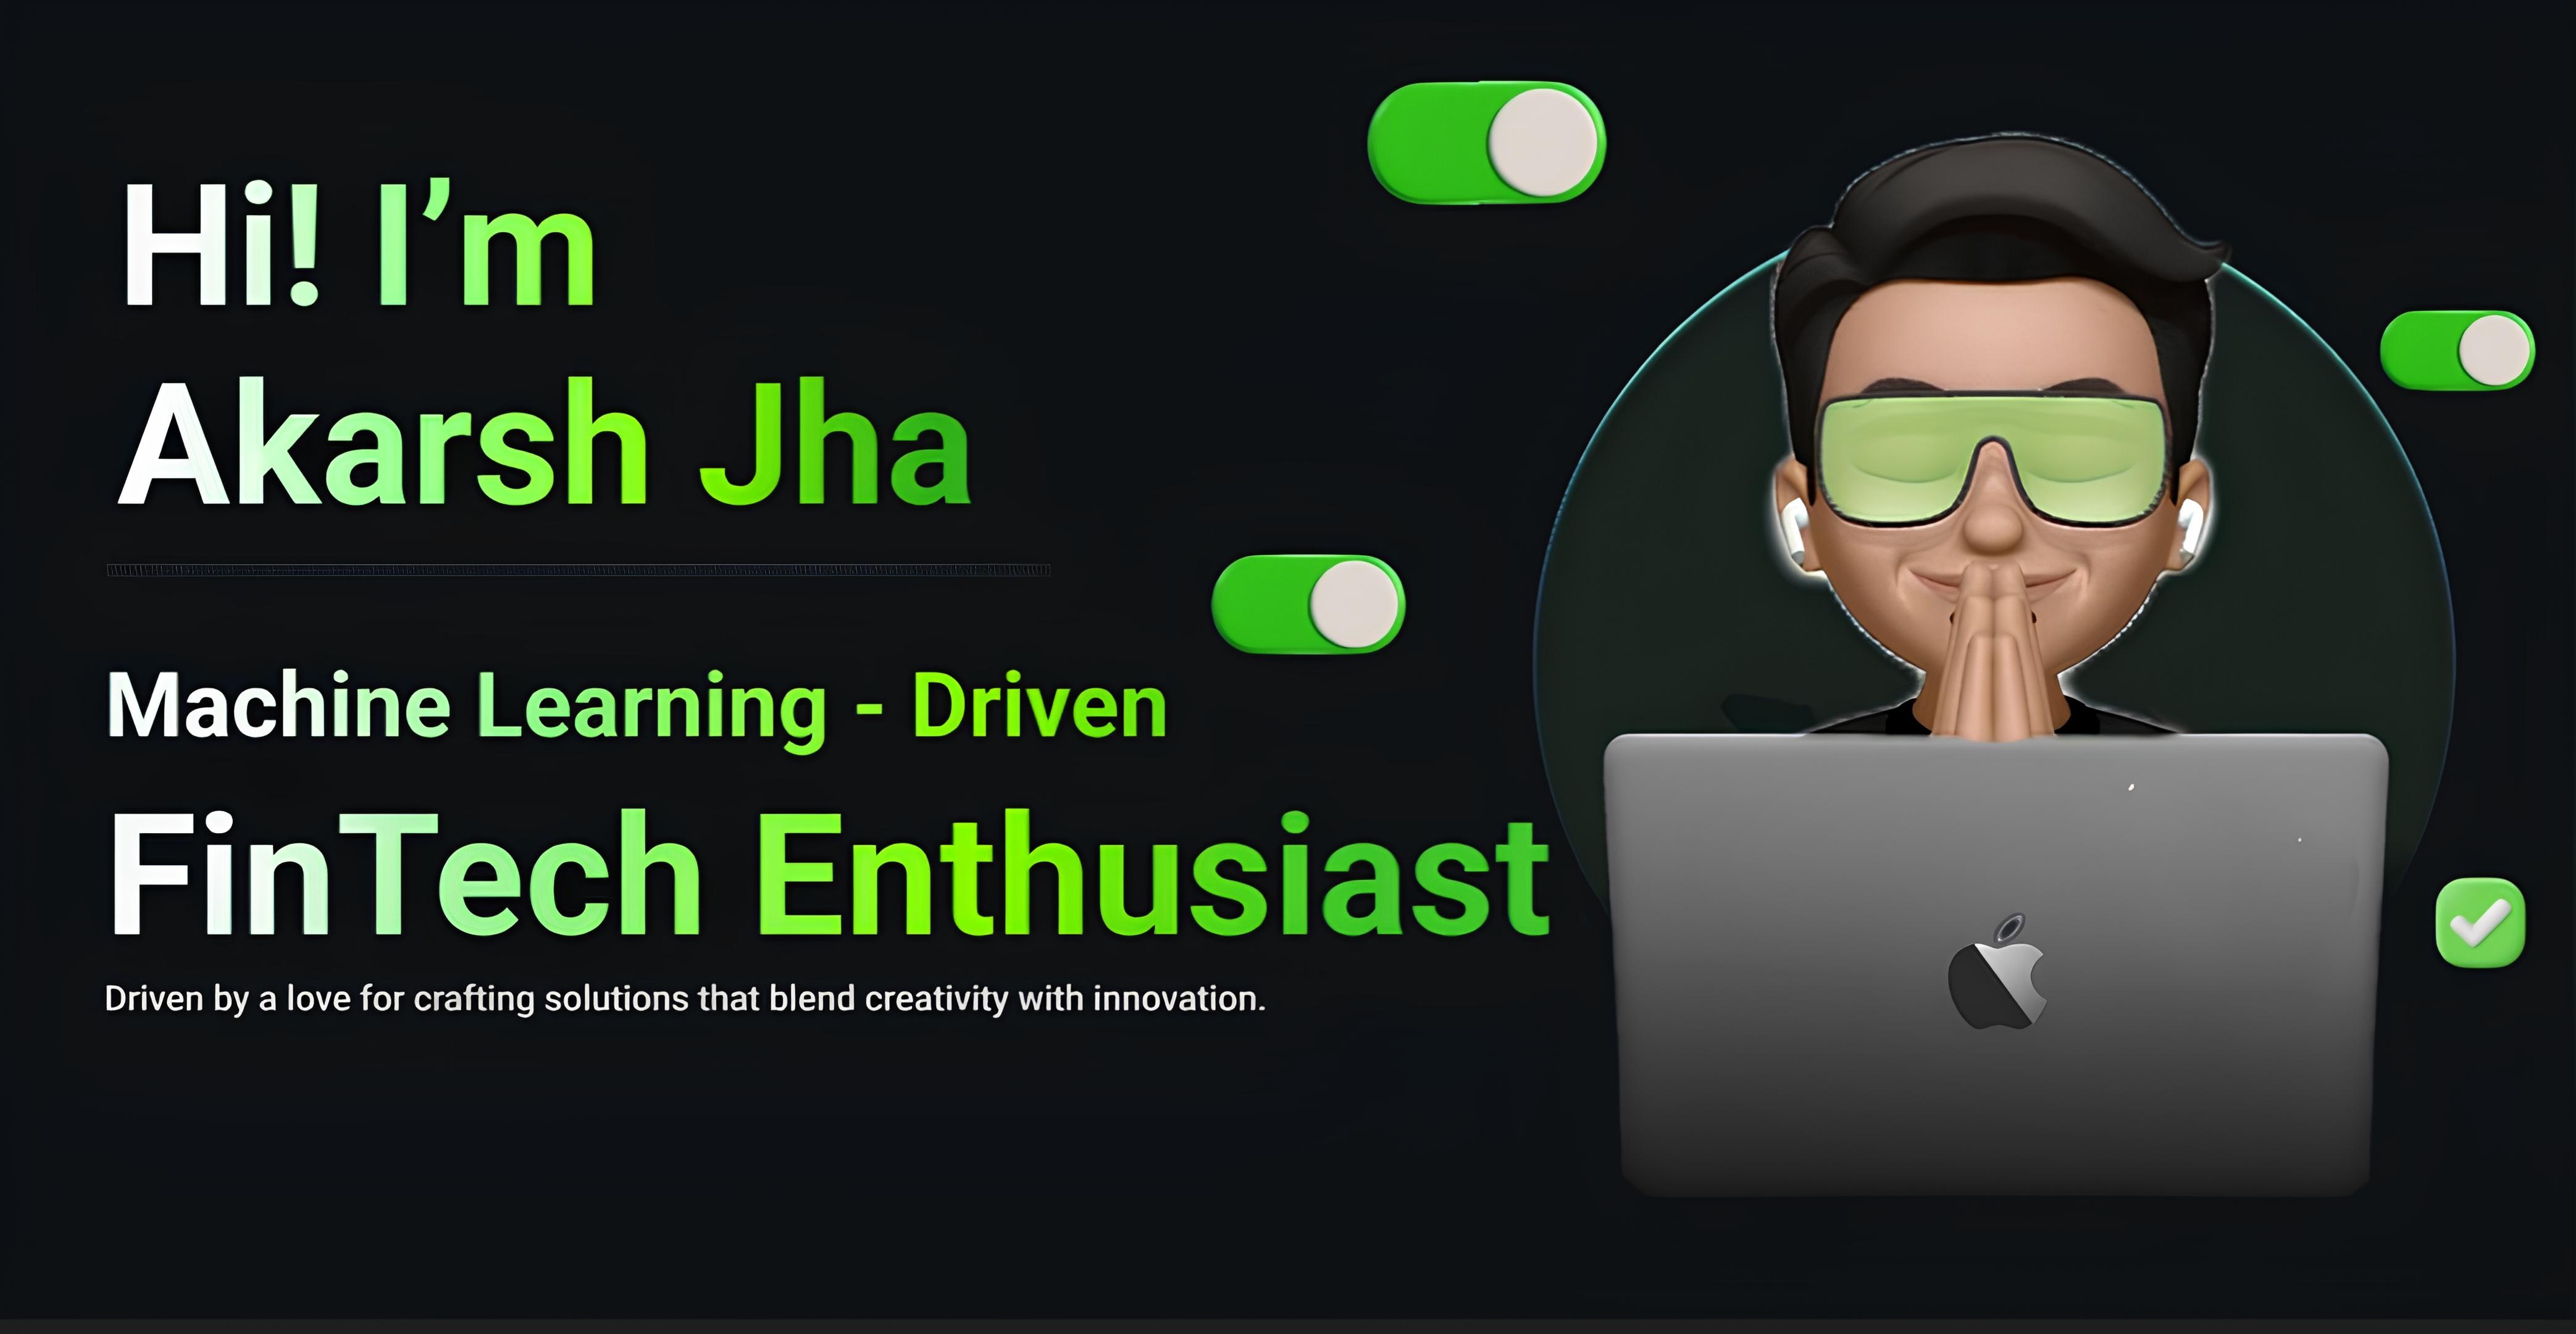 Hi! I’m
Akarsh Jha
Machine Learning - Driven
FinTech Enthusiast
Driven by a love for crafting solutions that blend creativity with innovation.